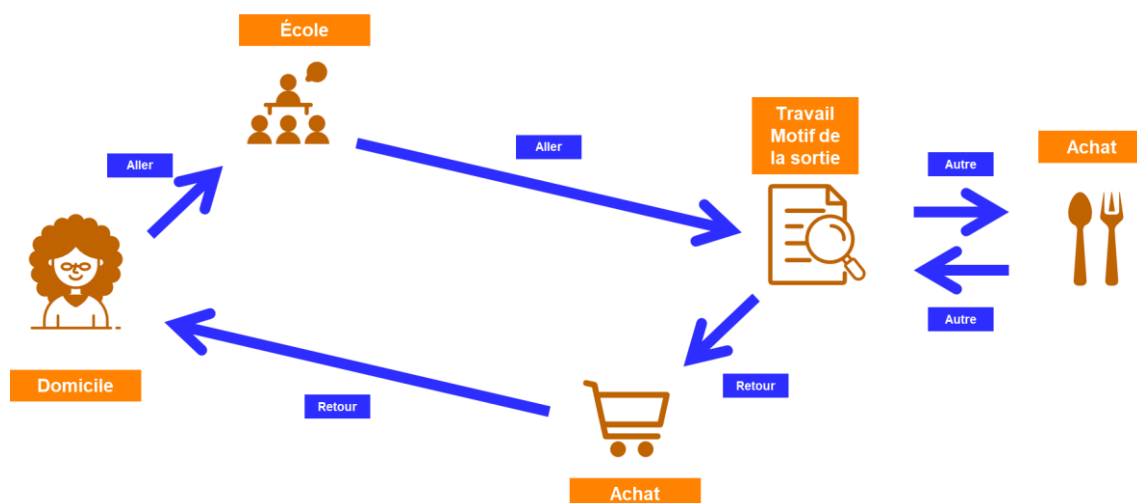 École
Aller
Aller
Travail
Motif de
la sortie
Autre
Achat
Autre
Domicile
Retour
Retour
Achat